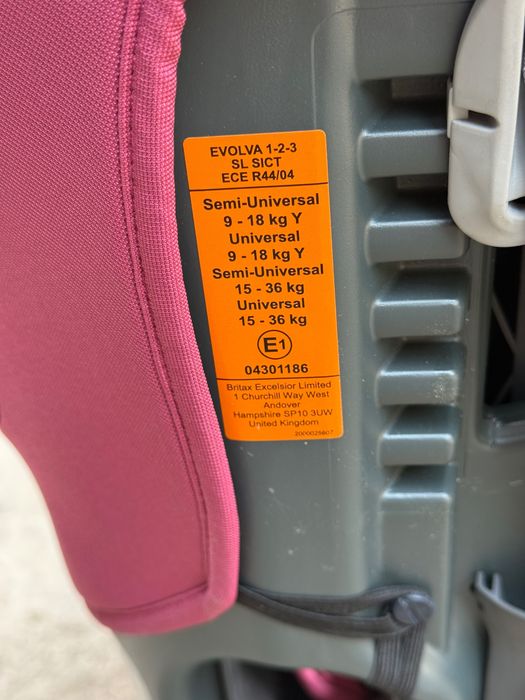 EVOLVA 1-2-3
SL SICT
ECE R44/04
Semi-Universal
9 - 18 kg Y
Universal
9 - 18 kg Y
Semi-Universal
15 - 36 kg
Universal
15 - 36 kg
E1
04301186
Britax Excelsior Limited
1 Churchill Way West
Andover
Hampshire SP10 3UW
United Kingdom